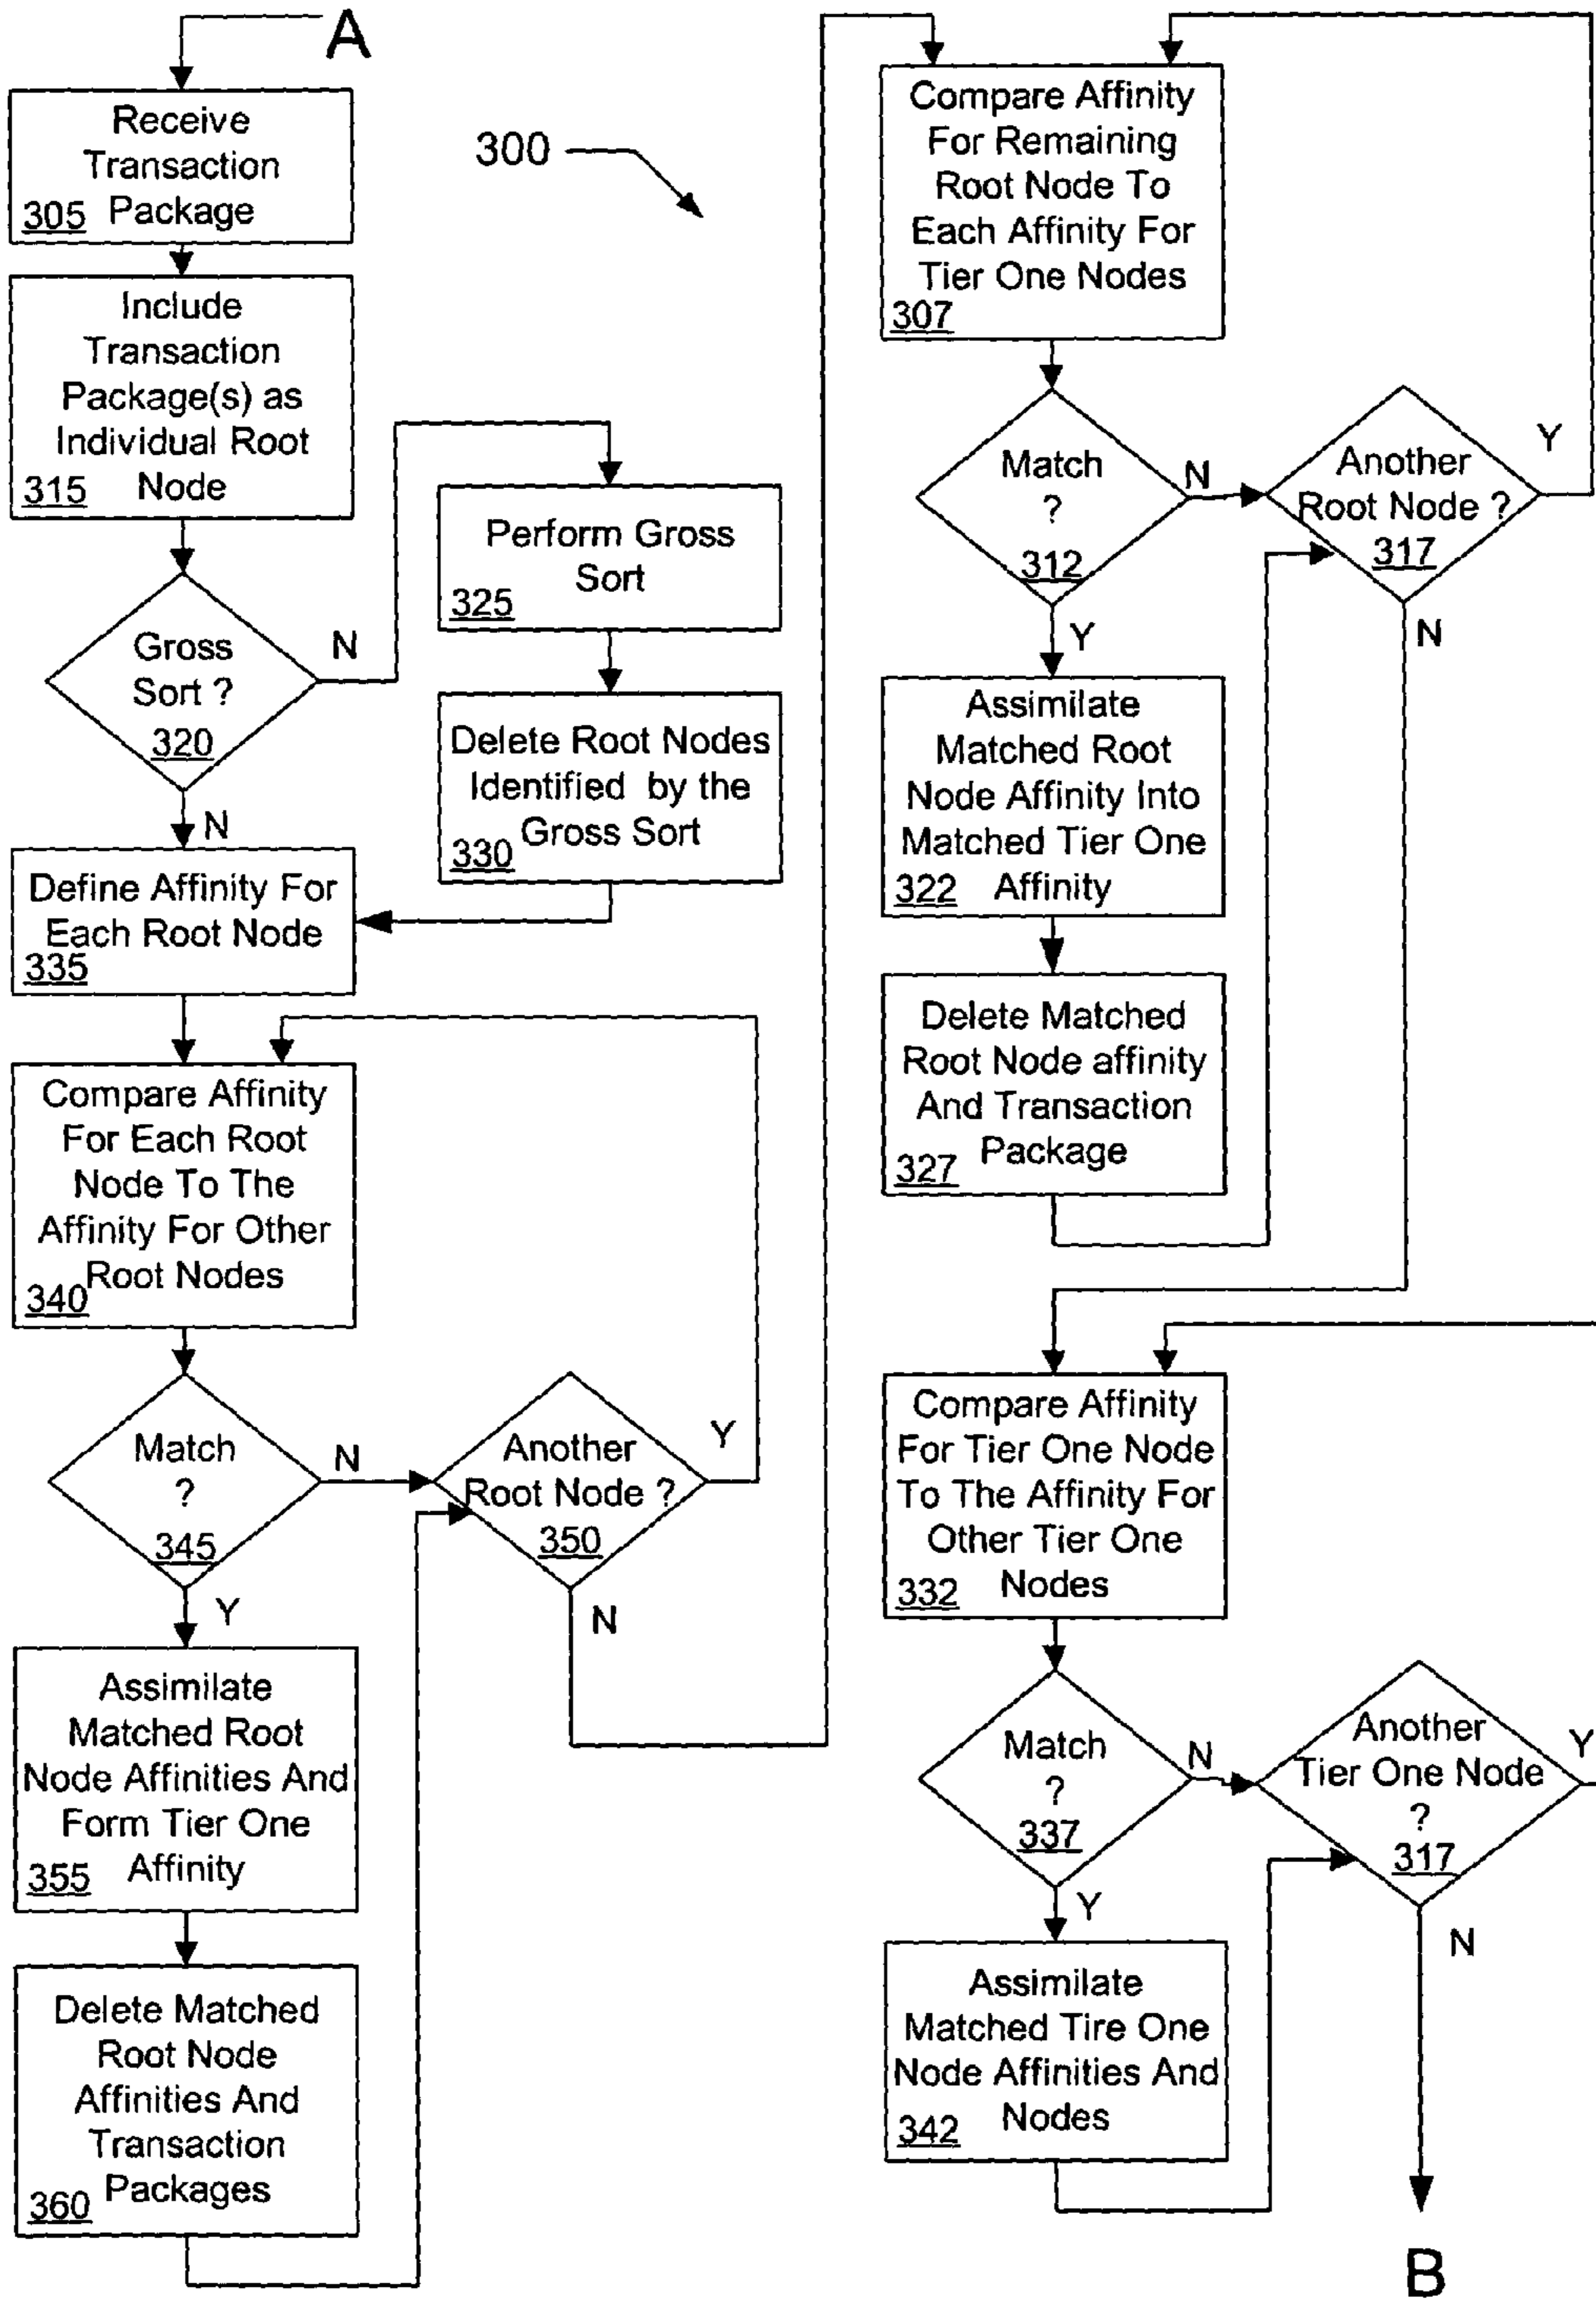 A
Receive
Transaction
305 Package
300
Include
Transaction
Package(s) as
Individual Root
315 Node
Gross
Sort ?
320
N
N
Perform Gross
Sort
325
Delete Root Nodes
Identified by the
330 Gross Sort
Define Affinity For
Each Root Node
335
Compare Affinity
For Each Root
Node To The
Affinity For Other
Root Nodes
340
Match
?
345
N
Y
Another
Root Node ?
350
Y
N
Assimilate
Matched Root
Node Affinities And
Form Tier One
355 Affinity
Delete Matched
Root Node
Affinities And
Transaction
360 Packages
Compare Affinity
For Remaining
Root Node To
Each Affinity For
Tier One Nodes
307
Match
?
312
N
Y
Another
Root Node ?
317
Y
N
Assimilate
Matched Root
Node Affinity Into
Matched Tier One
322 Affinity
Delete Matched
Root Node affinity
And Transaction
327 Package
Compare Affinity
For Tier One Node
To The Affinity For
Other Tier One
332 Nodes
Match
?
337
N
Y
Another
Tier One Node
?
317
Y
N
Assimilate
Matched Tire One
Node Affinities And
342 Nodes
B